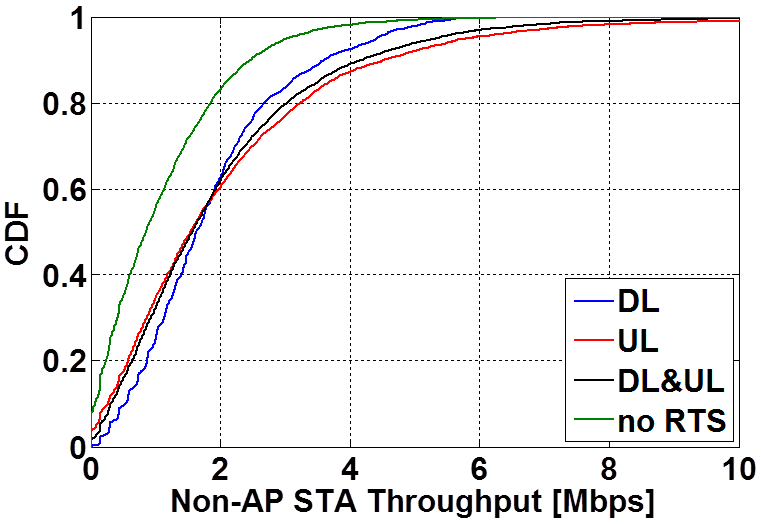 1
0.8
0.6
0.4
0.2
0
CDF
0 2 4 6 8 10
Non-AP STA Throughput [Mbps]
DL
UL
DL&UL
no RTS